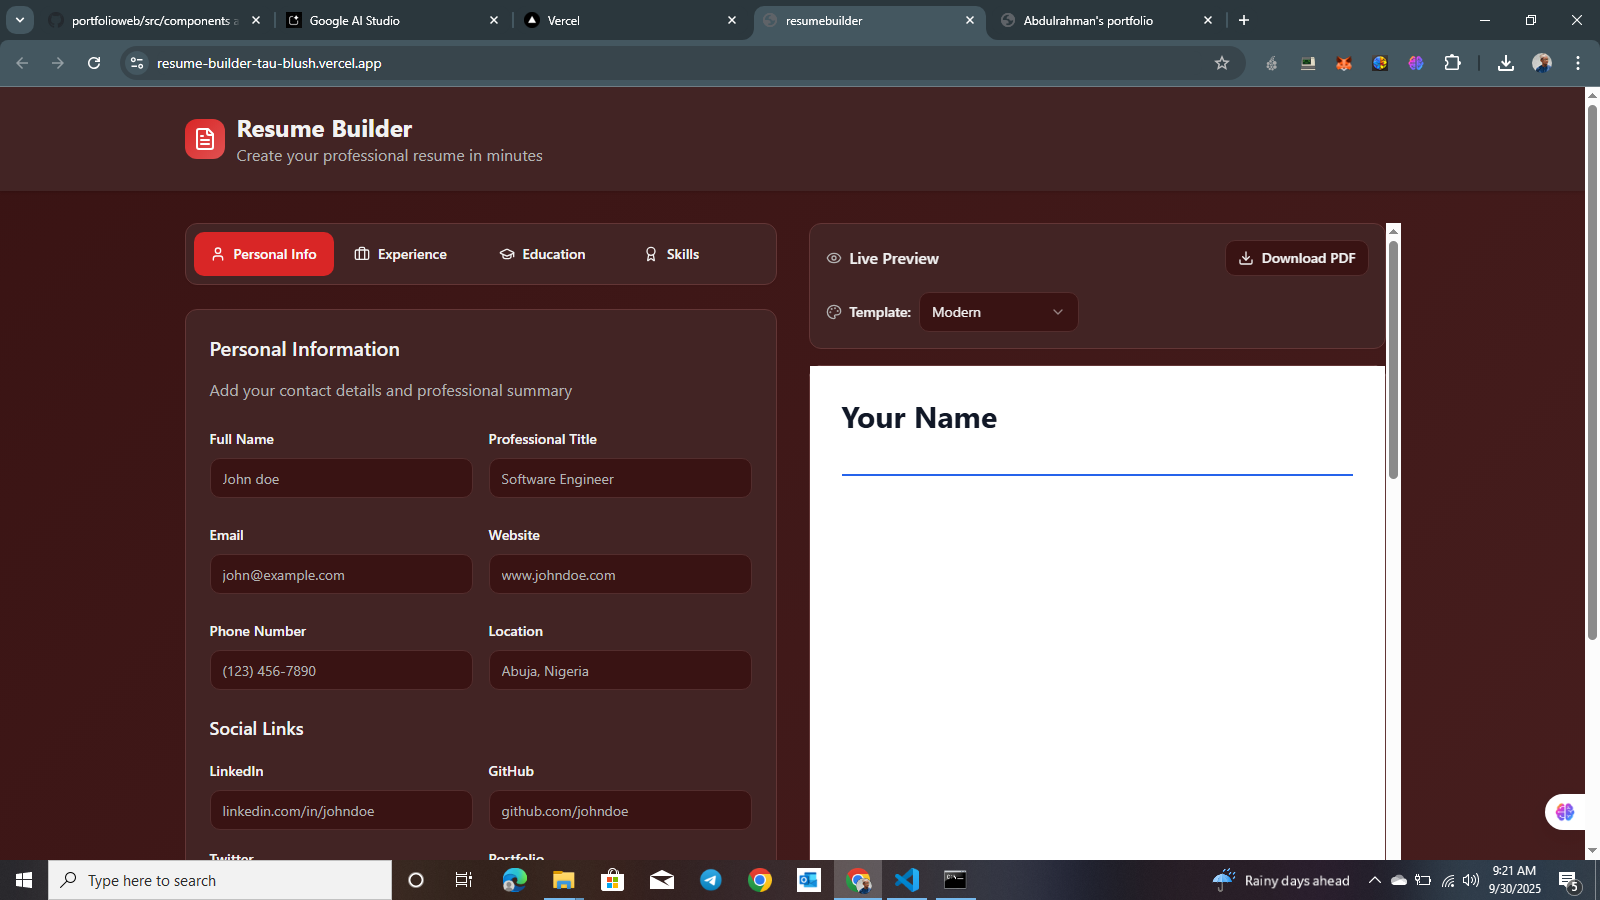 portfolioweb/src/components
Google AI Studio
Vercel
resumebuilder
Abdulrahman's portfolio
resume-builder-tau-blush.vercel.app
Resume Builder
Create your professional resume in minutes
Personal Info
Experience
Education
Skills
Live Preview
Download PDF
Template:
Modern
Personal Information
Add your contact details and professional summary
Full Name
Professional Title
John doe
Software Engineer
Email
Website
john@example.com
www.johndoe.com
Phone Number
Location
(123) 456-7890
Abuja, Nigeria
Social Links
LinkedIn
GitHub
linkedin.com/in/johndoe
github.com/johndoe
Twitter
Portfolio
Your Name
Type here to search
Rainy days ahead
9:21 AM
9/30/2025
5